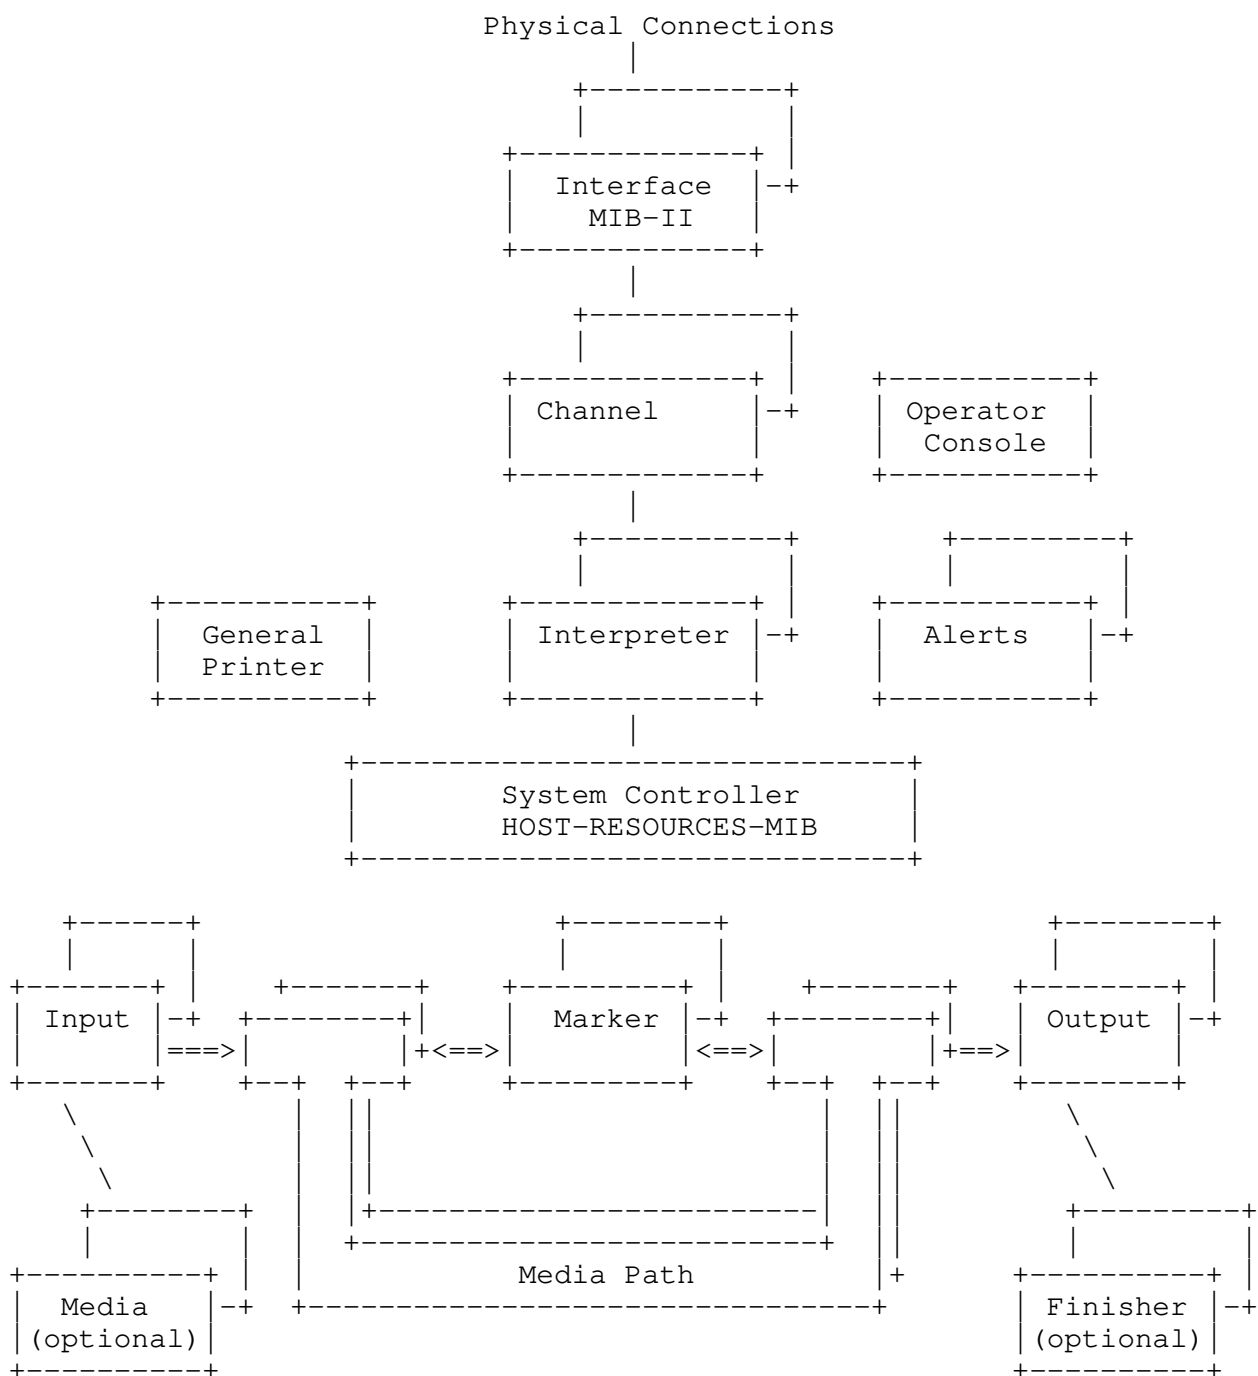 Physical Connections
Interface
MIB-II
Channel
Operator
Console
General
Printer
Interpreter
Alerts
System Controller
HOST-RESOURCES-MIB
Input
Marker
Output
Media Path
Media
(optional)
Finisher
(optional)